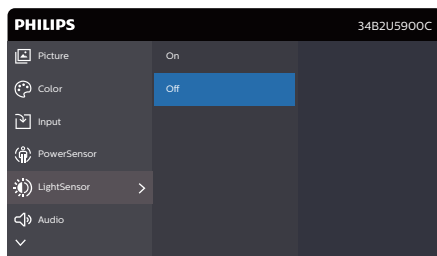 PHILIPS 34B2U5900C
Picture On
Color Off
Input
PowerSensor
LightSensor
Audio